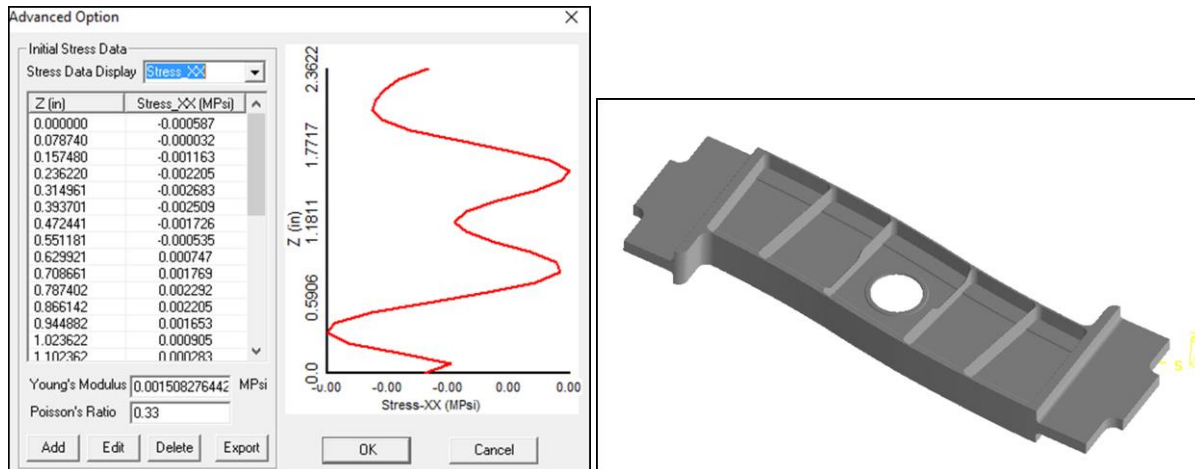 Advanced Option
Initial Stress Data
Stress Data Display Stress_XX
Z (in) Stress_XX (MPsi)
0.000000 -0.000587
0.078740 -0.000032
0.157480 -0.001163
0.236220 -0.002205
0.314961 -0.002683
0.393701 -0.002509
0.472441 -0.001726
0.551181 -0.000535
0.629921 0.000747
0.708661 0.001769
0.787402 0.002292
0.866142 0.002205
0.944882 0.001653
1.023622 0.000905
1.102362 0.000283
Young's Modulus 0.001508276442 MPsi
Poisson's Ratio 0.33
Add Edit Delete Export
2.3622
1.7717
1.1811
0.5906
0.0
Z (in)
-0.00 -0.00 -0.00 0.00 0.00
Stress-XX (MPsi)
OK Cancel
S